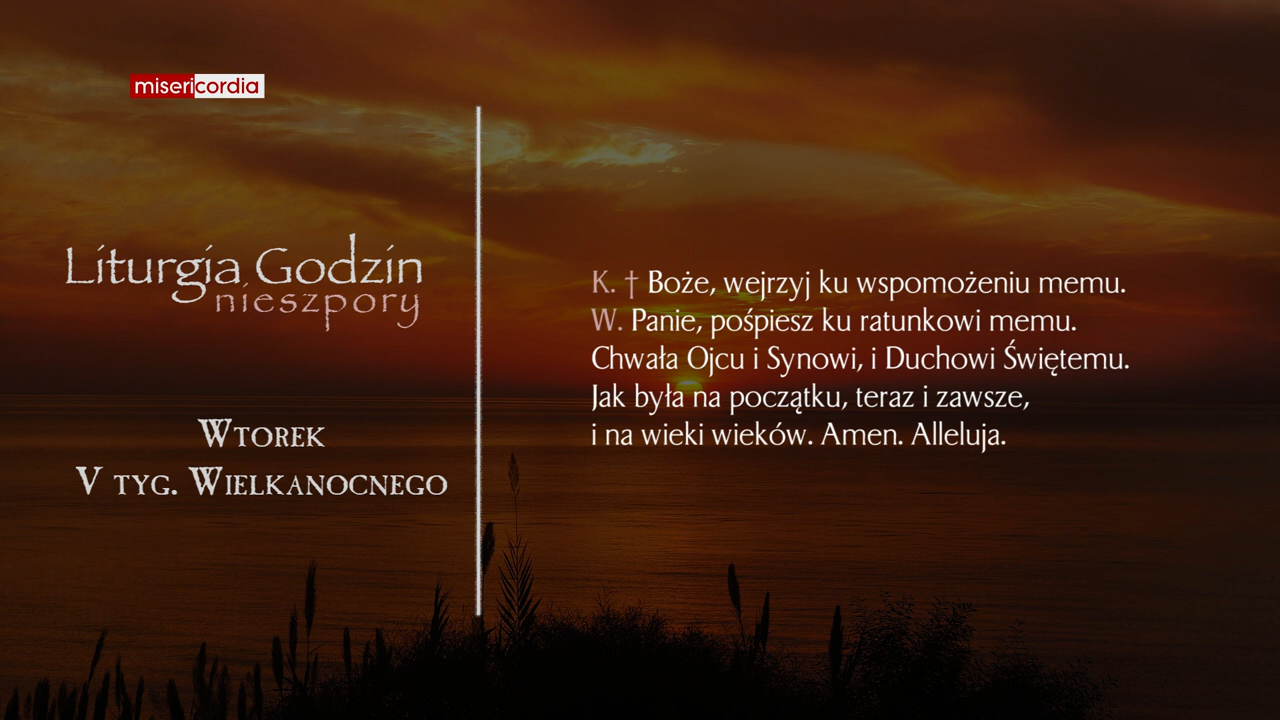 misericordia
Liturgia Godzin
nieszpory
Wtorek
V tyg. Wielkanocnego
K. † Boże, wejrzyj ku wspomożeniu memu.
W. Panie, pośpiesz ku ratunkowi memu.
Chwała Ojcu i Synowi, i Duchowi Świętemu.
Jak była na początku, teraz i zawsze,
i na wieki wieków. Amen. Alleluja.